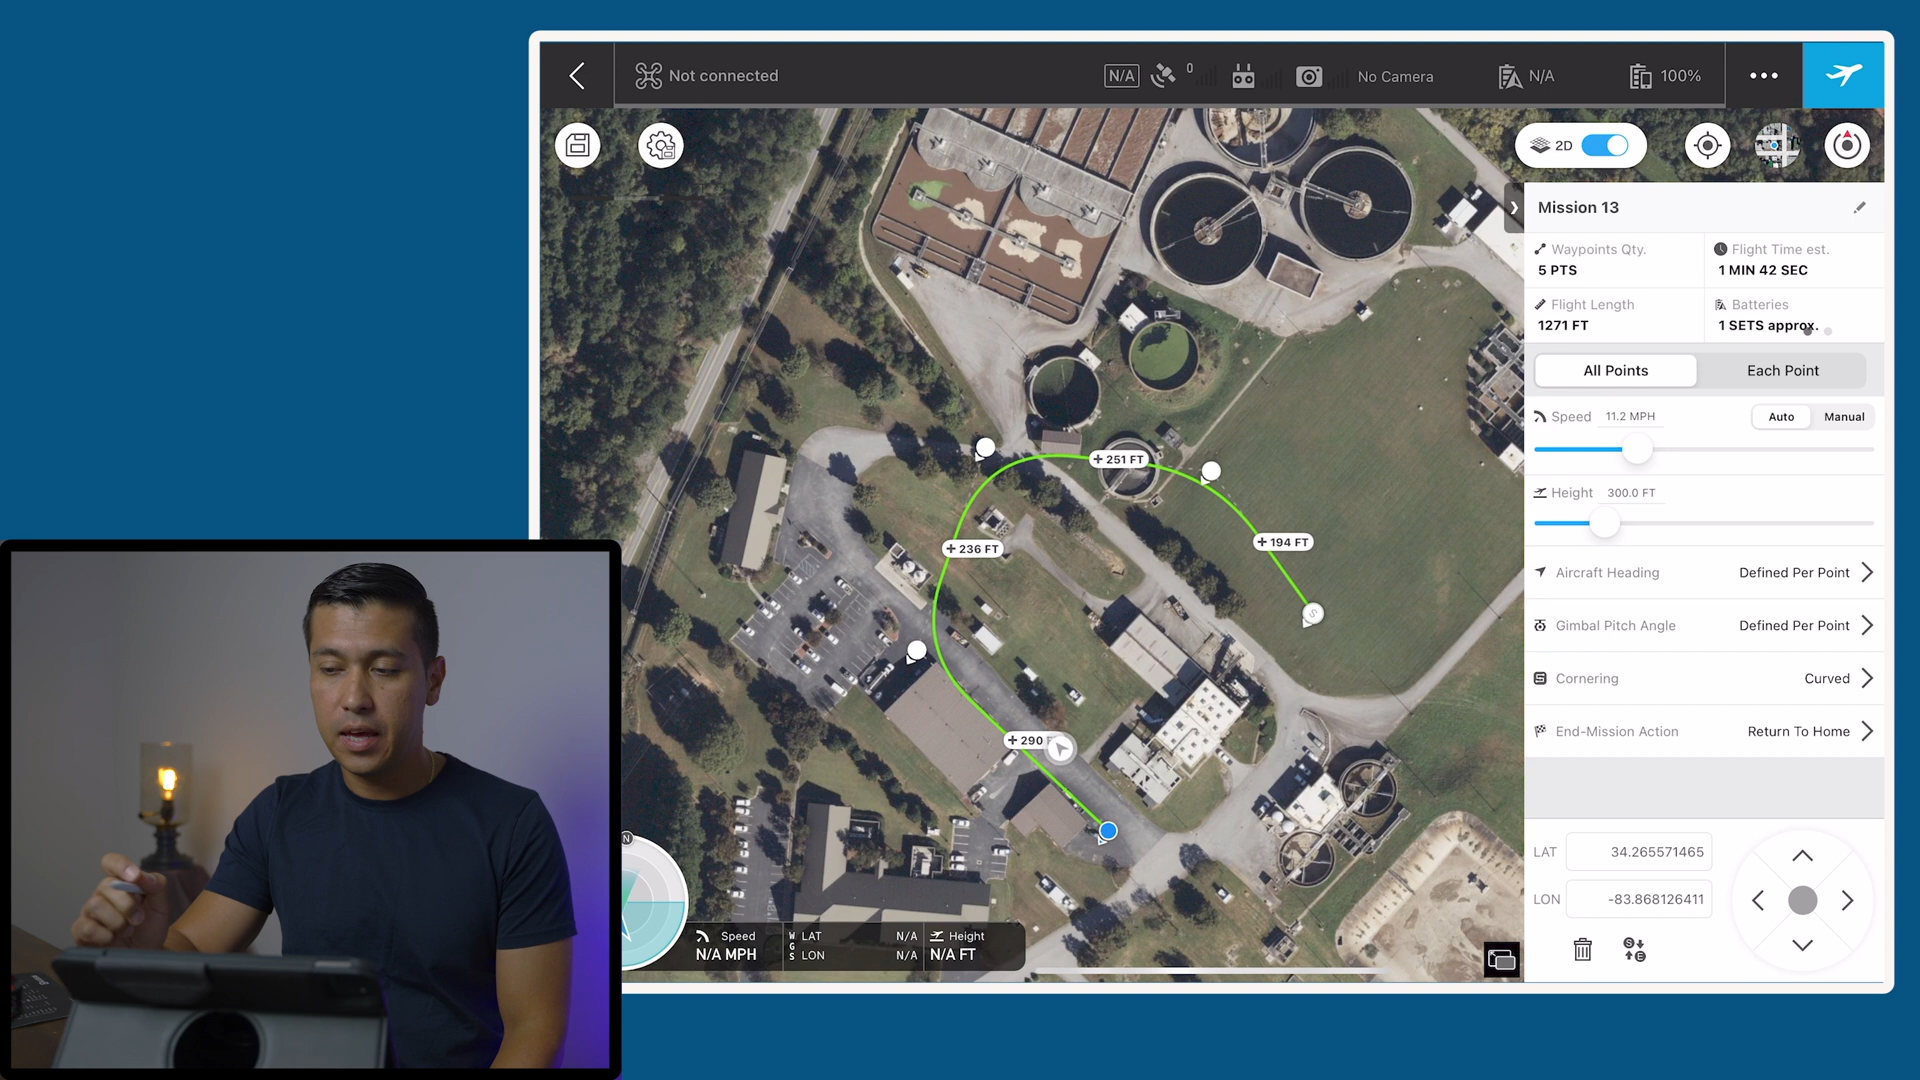 Not connected
N/A
0
No Camera
N/A
100%
2D
Mission 13
Waypoints Qty.
5 PTS
Flight Time est.
1 MIN 42 SEC
Flight Length
1271 FT
Batteries
1 SETS approx.
All Points
Each Point
Speed 11.2 MPH
Auto
Manual
Height 300.0 FT
Aircraft Heading
Defined Per Point
Gimbal Pitch Angle
Defined Per Point
Cornering
Curved
End-Mission Action
Return To Home
LAT 34.265571465
LON -83.868126411
S
E
+ 251 FT
+ 194 FT
+ 236 FT
S
+ 290
N
Speed
N/A MPH
WGS
LAT N/A
LON N/A
Height
N/A FT